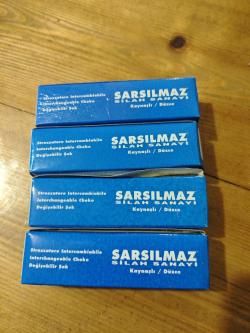 Strozzatore Intercambiabile
Interchangeable Choke
Değişebilir Şok
SARSILMAZ
SİLAH SANAYİ
Kaynaşlı / Düzce
Strozzatore Intercambiabile
Interchangeable Choke
Değişebilir Şok
SARSILMAZ
SİLAH SANAYİ
Kaynaşlı / Düzce
Strozzatore Intercambiabile
Interchangeable Choke
Değişebilir Şok
SARSILMAZ
SİLAH SANAYİ
Kaynaşlı / Düzce
Strozzatore Intercambiabile
Interchangeable Choke
Değişebilir Şok
SARSILMAZ
SİLAH SANAYİ
Kaynaşlı / Düzce